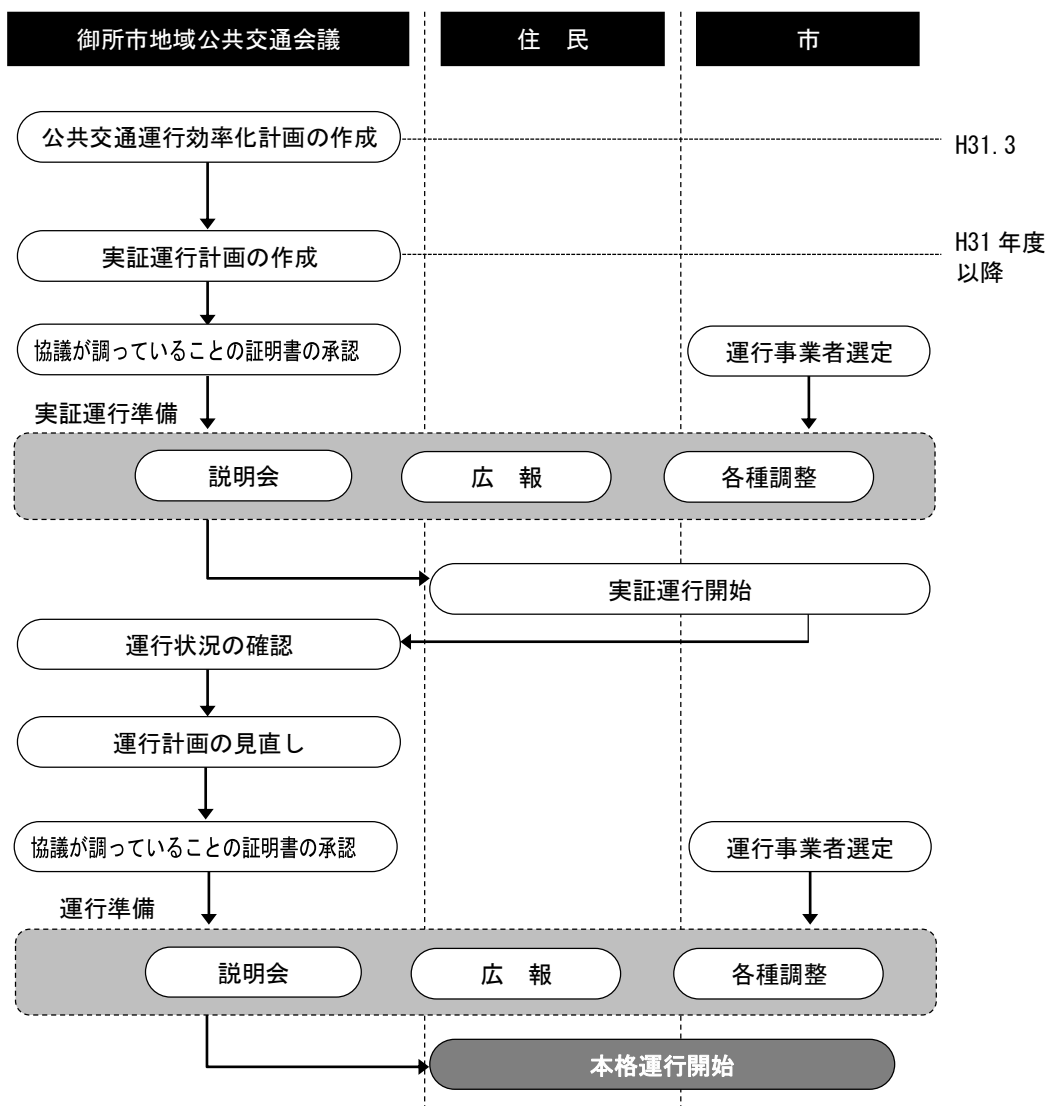 御所市地域公共交通会議
住　民
市
公共交通運行効率化計画の作成
H31.3
実証運行計画の作成
H31年度
以降
協議が調っていることの証明書の承認
運行事業者選定
実証運行準備
説明会
広　報
各種調整
実証運行開始
運行状況の確認
運行計画の見直し
協議が調っていることの証明書の承認
運行事業者選定
運行準備
説明会
広　報
各種調整
本格運行開始